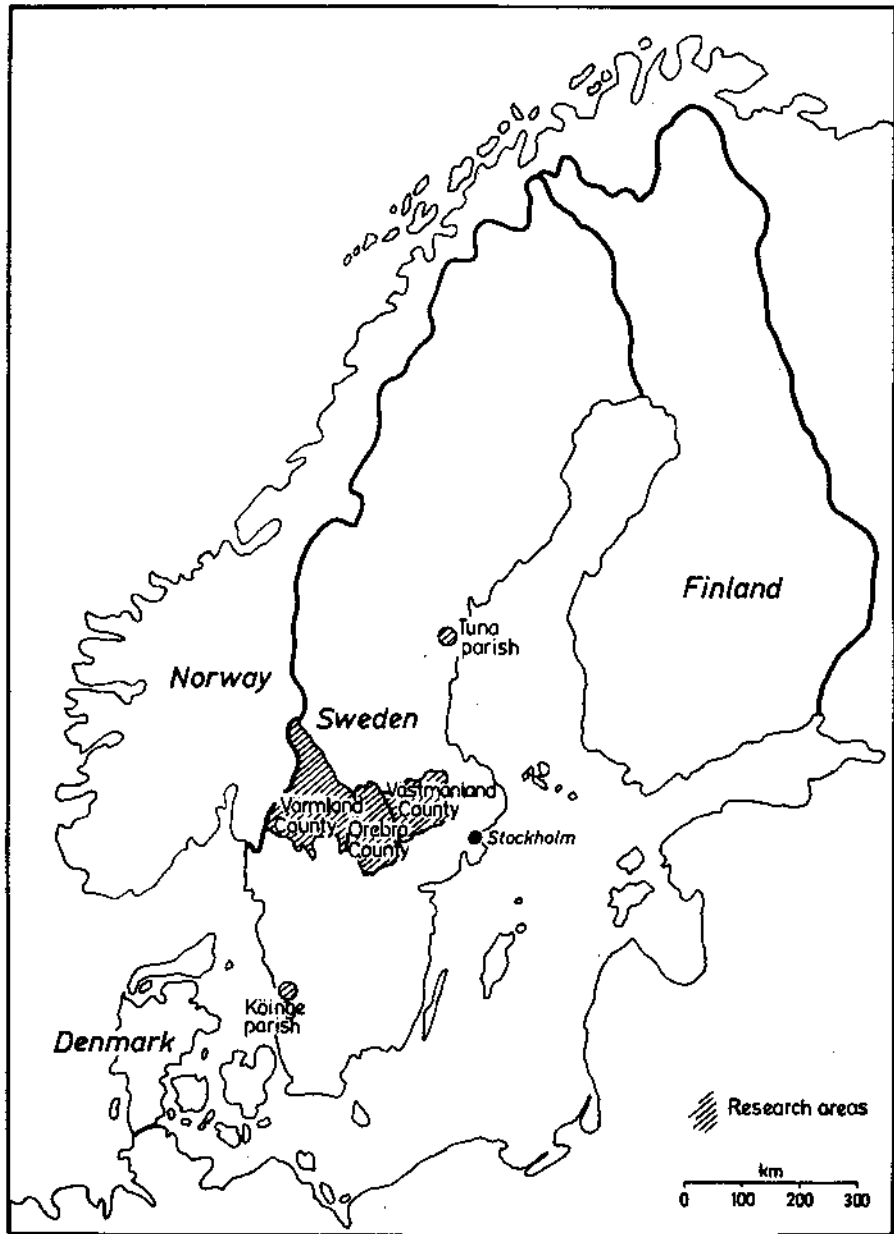 Finland
Tuna
parish
Norway
Sweden
Värmland
County
Västmanland
County
Örebro
County
Stockholm
Köinge
parish
Denmark
Research areas
km
0 100 200 300